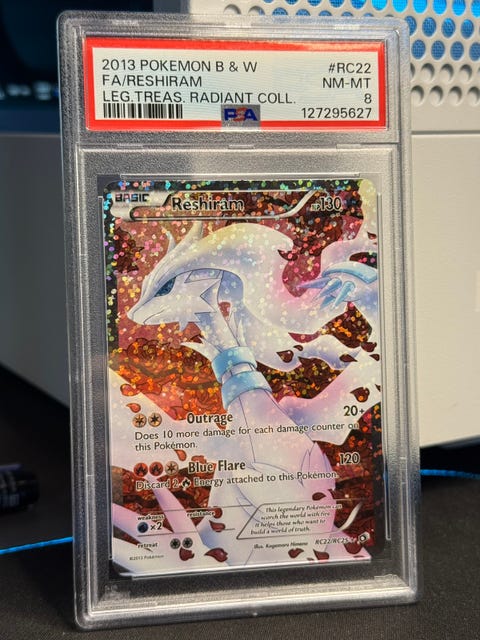 2013 POKEMON B & W #RC22
FA/RESHIRAM NM-MT
LEG.TREAS. RADIANT COLL. 8
PSA 127295627
BASIC Reshiram HP130
Outrage 20+
Does 10 more damage for each damage counter on
this Pokémon.
Blue Flare 120
Discard 2 Energy attached to this Pokémon.
weakness resistance
×2
retreat
This legendary Pokémon can
scorch the world with fire.
It helps those who want to
build a world of truth.
©2013 Pokémon Illus. Kagemaru Himeno RC22/RC25